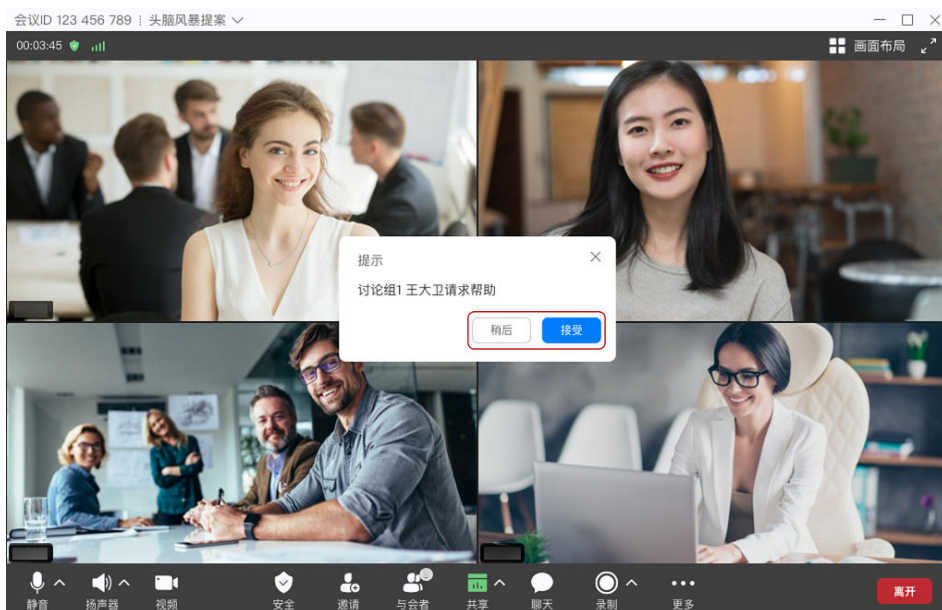 会议ID 123 456 789 ┊ 头脑风暴提案
00:03:45
画面布局
提示
讨论组1 王大卫请求帮助
稍后
接受
静音 扬声器 视频 安全 邀请 与会者 共享 聊天 录制 更多
离开